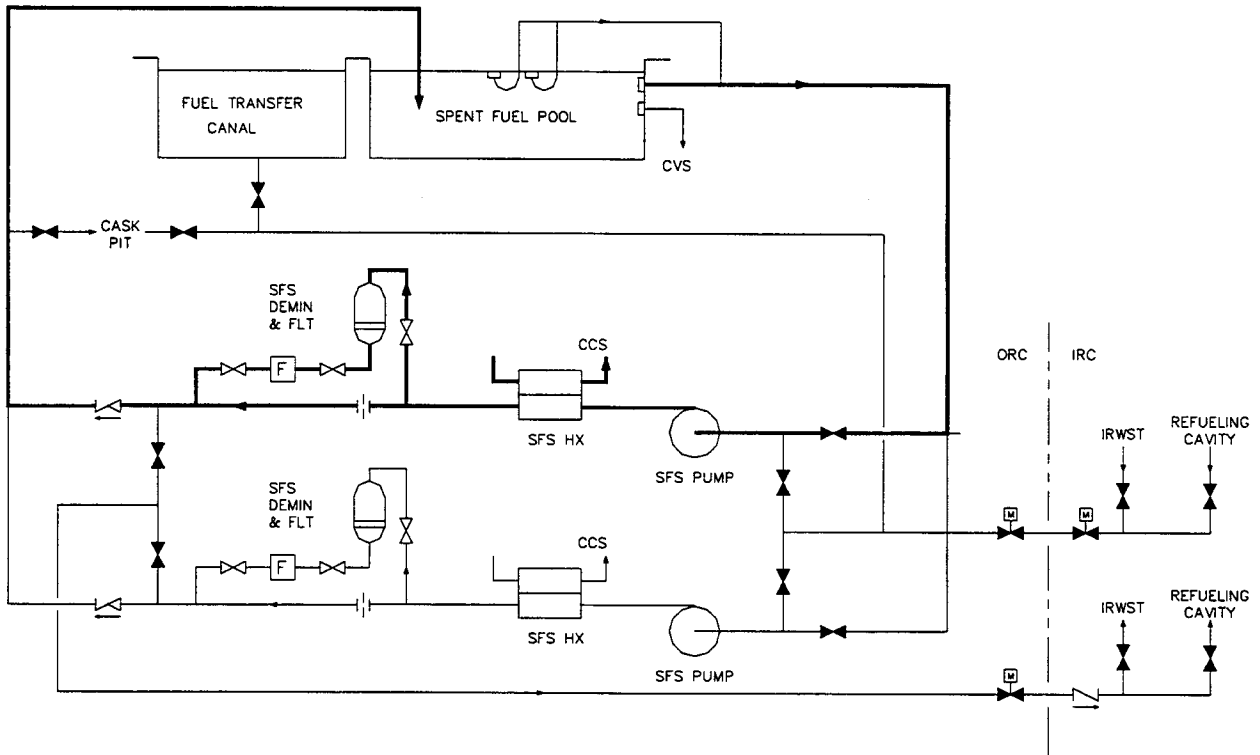 FUEL TRANSFER
CANAL
SPENT FUEL POOL
CVS
CASK
PIT
SFS
DEMIN
& FLT
F
CCS
SFS HX
SFS PUMP
ORC
IRC
IRWST
REFUELING
CAVITY
M
M
SFS
DEMIN
& FLT
F
CCS
SFS HX
SFS PUMP
IRWST
REFUELING
CAVITY
M